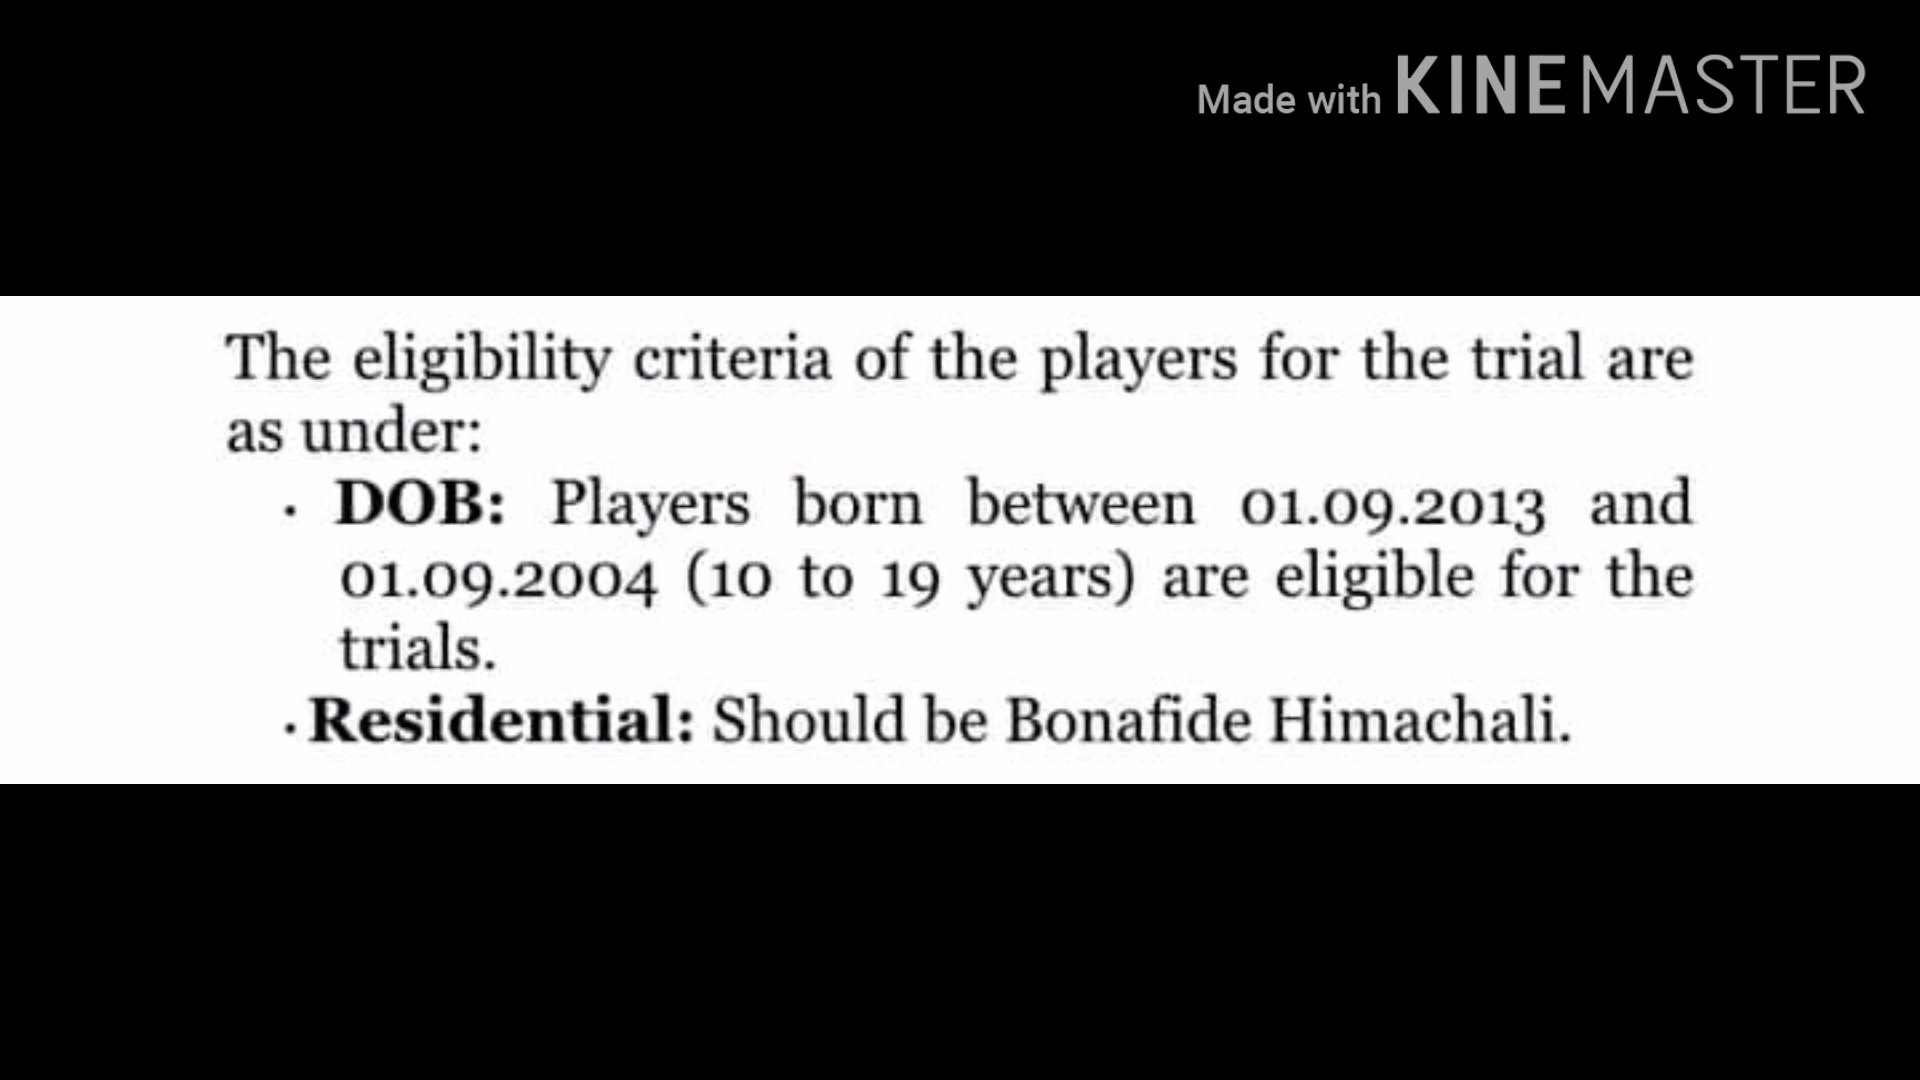 Made with KINEMASTER
The eligibility criteria of the players for the trial are
as under:
· DOB: Players born between 01.09.2013 and
01.09.2004 (10 to 19 years) are eligible for the
trials.
· Residential: Should be Bonafide Himachali.